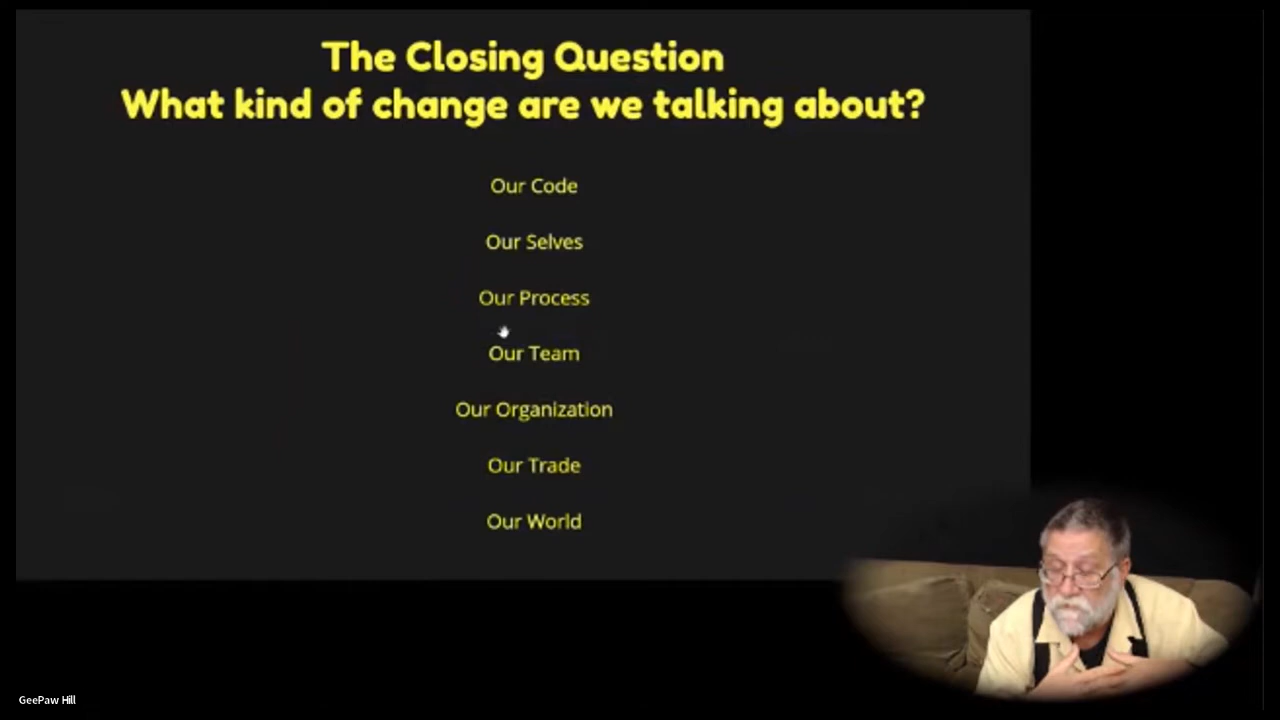 The Closing Question
What kind of change are we talking about?
Our Code
Our Selves
Our Process
Our Team
Our Organization
Our Trade
Our World
GeePaw Hill